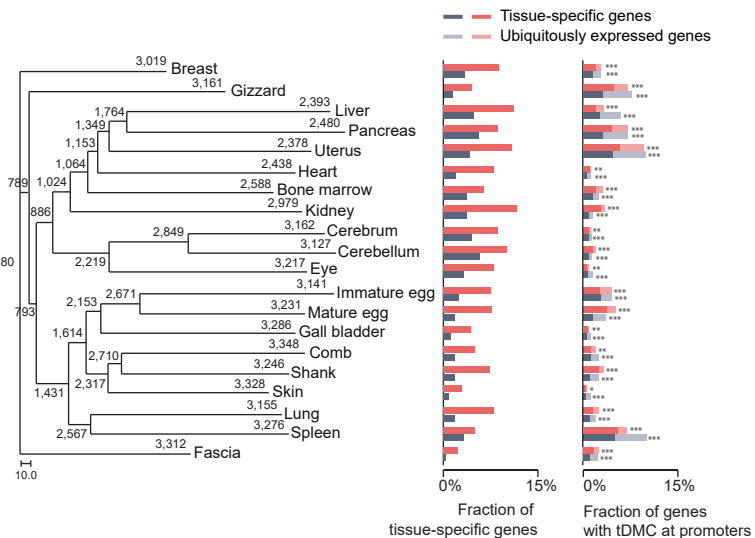 Tissue-specific genes
Ubiquitously expressed genes
3,019 Breast ***
***
3,161 Gizzard ***
***
1,764 2,393 Liver ***
***
1,349 2,480 Pancreas ***
***
1,153 2,378 Uterus ***
***
1,064 2,438 Heart **
***
789 1,024 2,588 Bone marrow ***
***
2,979 Kidney ***
***
886 2,849 3,162 Cerebrum **
***
3,127 Cerebellum ***
***
80 2,219 3,217 Eye **
***
2,671 3,141 Immature egg ***
***
793 2,153 3,231 Mature egg ***
***
3,286 Gall bladder **
***
1,614 2,710 3,348 Comb **
***
2,317 3,246 Shank ***
***
1,431 3,328 Skin *
***
3,155 Lung ***
***
2,567 3,276 Spleen ***
***
3,312 Fascia ***
***
10.0
0% 15% 0% 15%
Fraction of
tissue-specific genes
Fraction of genes
with tDMC at promoters